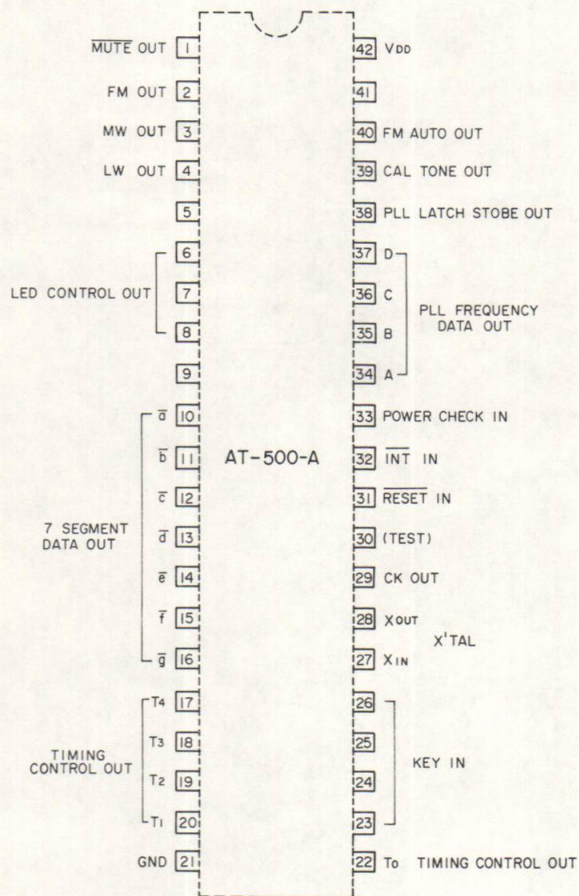 M̅U̅T̅E̅ OUT 1
FM OUT 2
MW OUT 3
LW OUT 4
5
6
LED CONTROL OUT
7
8
9
a̅ 10
b̅ 11
c̅ 12
7 SEGMENT
DATA OUT
d̅ 13
e̅ 14
f̅ 15
g̅ 16
T4 17
T3 18
TIMING
CONTROL OUT
T2 19
T1 20
GND 21
AT-500-A
42 VDD
41
40 FM AUTO OUT
39 CAL TONE OUT
38 PLL LATCH STOBE OUT
37 D
36 C
PLL FREQUENCY
DATA OUT
35 B
34 A
33 POWER CHECK IN
32 I̅N̅T̅ IN
31 R̅E̅S̅E̅T̅ IN
30 (TEST)
29 CK OUT
28 XOUT
X'TAL
27 XIN
26
25
KEY IN
24
23
22 T0 TIMING CONTROL OUT